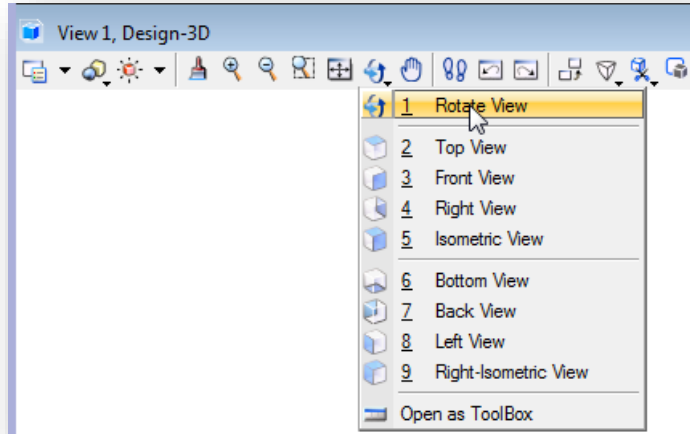 View 1, Design-3D
1 Rotate View
2 Top View
3 Front View
4 Right View
5 Isometric View
6 Bottom View
7 Back View
8 Left View
9 Right-Isometric View
Open as ToolBox